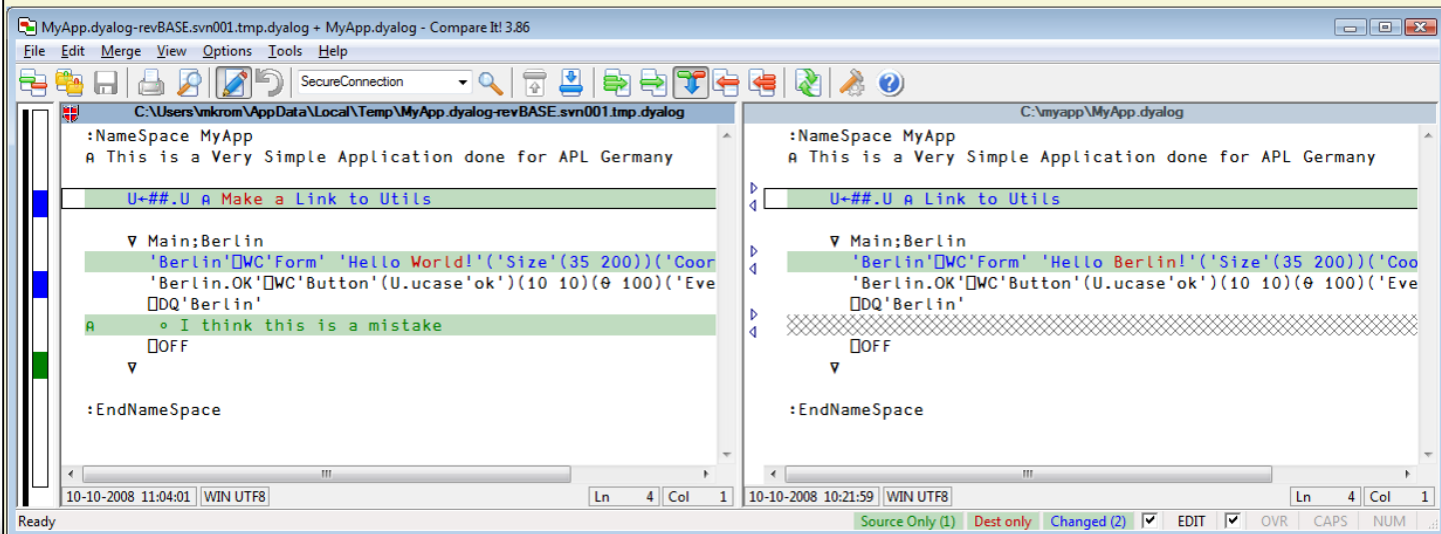 MyApp.dyalog-revBASE.svn001.tmp.dyalog + MyApp.dyalog - Compare It! 3.86
File Edit Merge View Options Tools Help
SecureConnection
C:\Users\mkrom\AppData\Local\Temp\MyApp.dyalog-revBASE.svn001.tmp.dyalog
:NameSpace MyApp
⍝ This is a Very Simple Application done for APL Germany
U←##.U ⍝ Make a Link to Utils
∇ Main;Berlin
'Berlin'⎕WC'Form' 'Hello World!'('Size'(35 200))('Coor
'Berlin.OK'⎕WC'Button'(U.ucase'ok')(10 10)(⍬ 100)('Eve
⎕DQ'Berlin'
⍝ ∘ I think this is a mistake
⎕OFF
∇
:EndNameSpace
10-10-2008 11:04:01 WIN UTF8 Ln 4 Col 1
C:\myapp\MyApp.dyalog
:NameSpace MyApp
⍝ This is a Very Simple Application done for APL Germany
U←##.U ⍝ Link to Utils
∇ Main;Berlin
'Berlin'⎕WC'Form' 'Hello Berlin!'('Size'(35 200))('Coo
'Berlin.OK'⎕WC'Button'(U.ucase'ok')(10 10)(⍬ 100)('Eve
⎕DQ'Berlin'
⎕OFF
∇
:EndNameSpace
10-10-2008 10:21:59 WIN UTF8 Ln 4 Col 1
Ready Source Only (1) Dest only Changed (2) EDIT OVR CAPS NUM